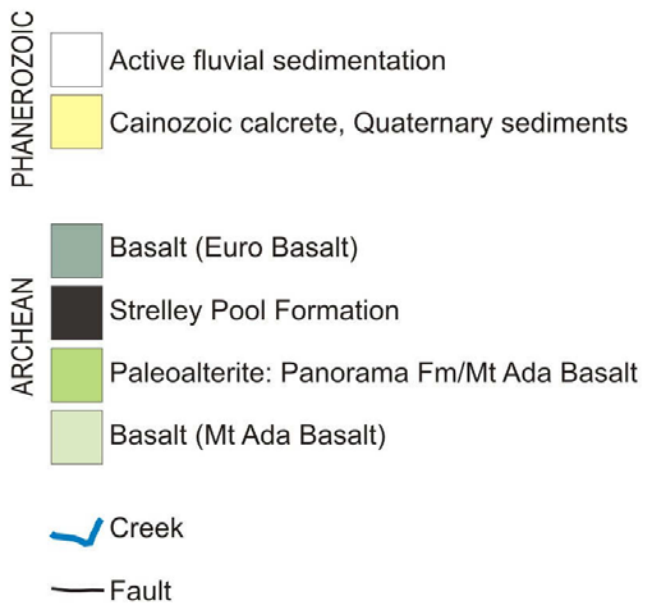 PHANEROZOIC
Active fluvial sedimentation
Cainozoic calcrete, Quaternary sediments
ARCHEAN
Basalt (Euro Basalt)
Strelley Pool Formation
Paleoalterite: Panorama Fm/Mt Ada Basalt
Basalt (Mt Ada Basalt)
Creek
Fault